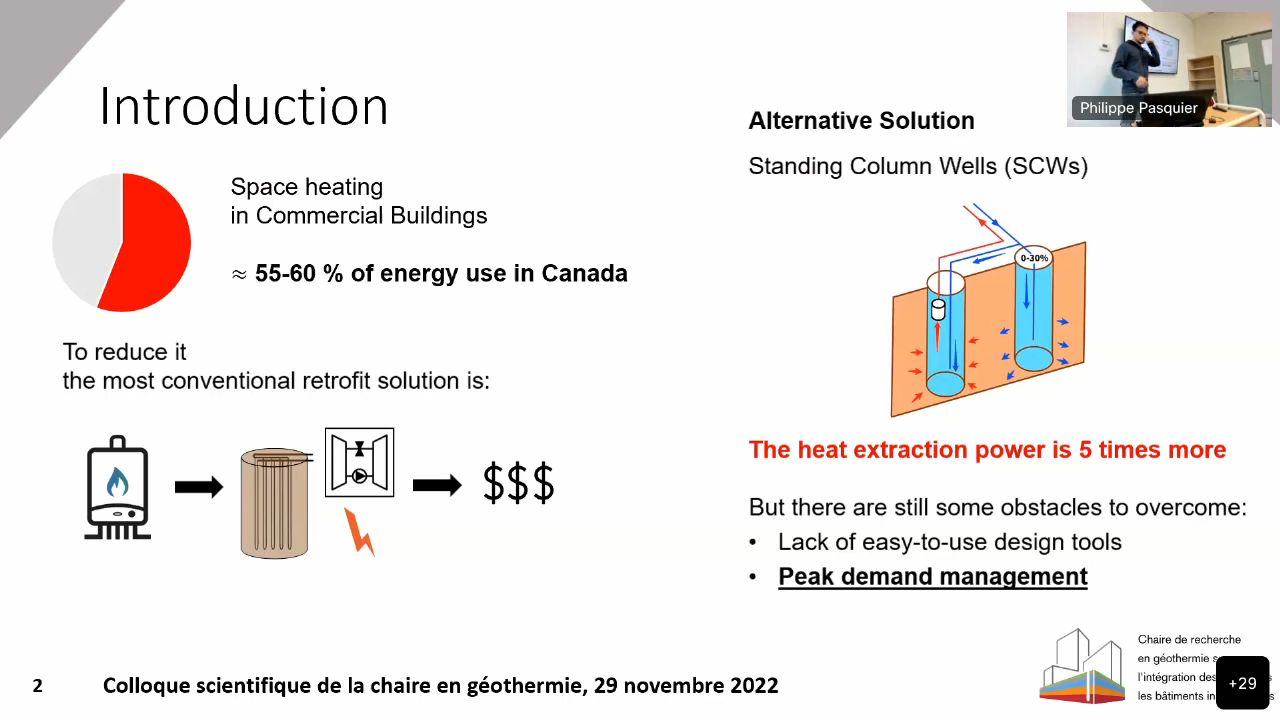 Introduction
Space heating
in Commercial Buildings
≈ 55-60 % of energy use in Canada
To reduce it
the most conventional retrofit solution is:
$$$
Philippe Pasquier
Alternative Solution
Standing Column Wells (SCWs)
0-30%
The heat extraction power is 5 times more
But there are still some obstacles to overcome:
• Lack of easy-to-use design tools
• Peak demand management
2
Colloque scientifique de la chaire en géothermie, 29 novembre 2022
Chaire de recherche
en géothermie
l'intégration des
les bâtiments
+29